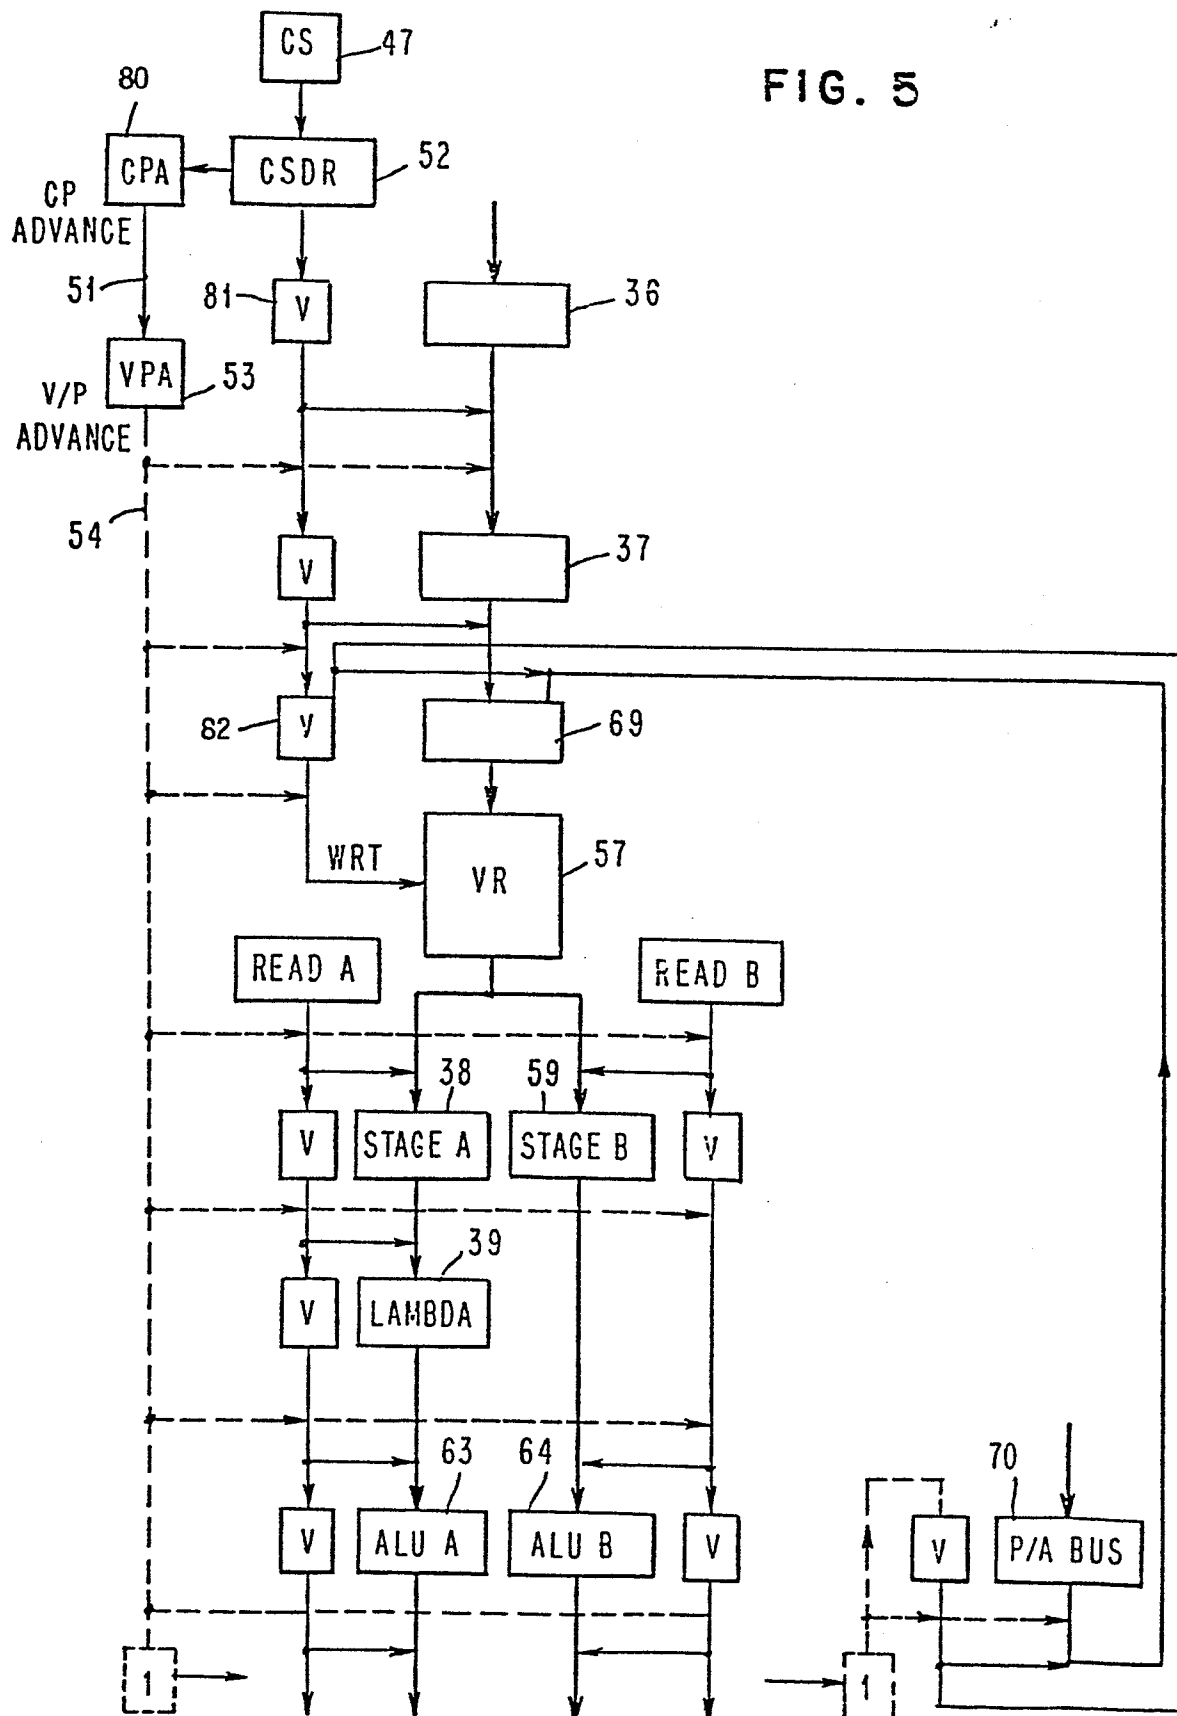 FIG. 5
CS
47
80
CPA
CSDR
52
CP
ADVANCE
51
81
V
36
VPA
53
V/P
ADVANCE
54
V
37
82
V
69
WRT
VR
57
READ A
READ B
38
59
V
STAGE A
STAGE B
V
39
V
LAMBDA
63
64
70
V
ALU A
ALU B
V
V
P/A BUS
1
1